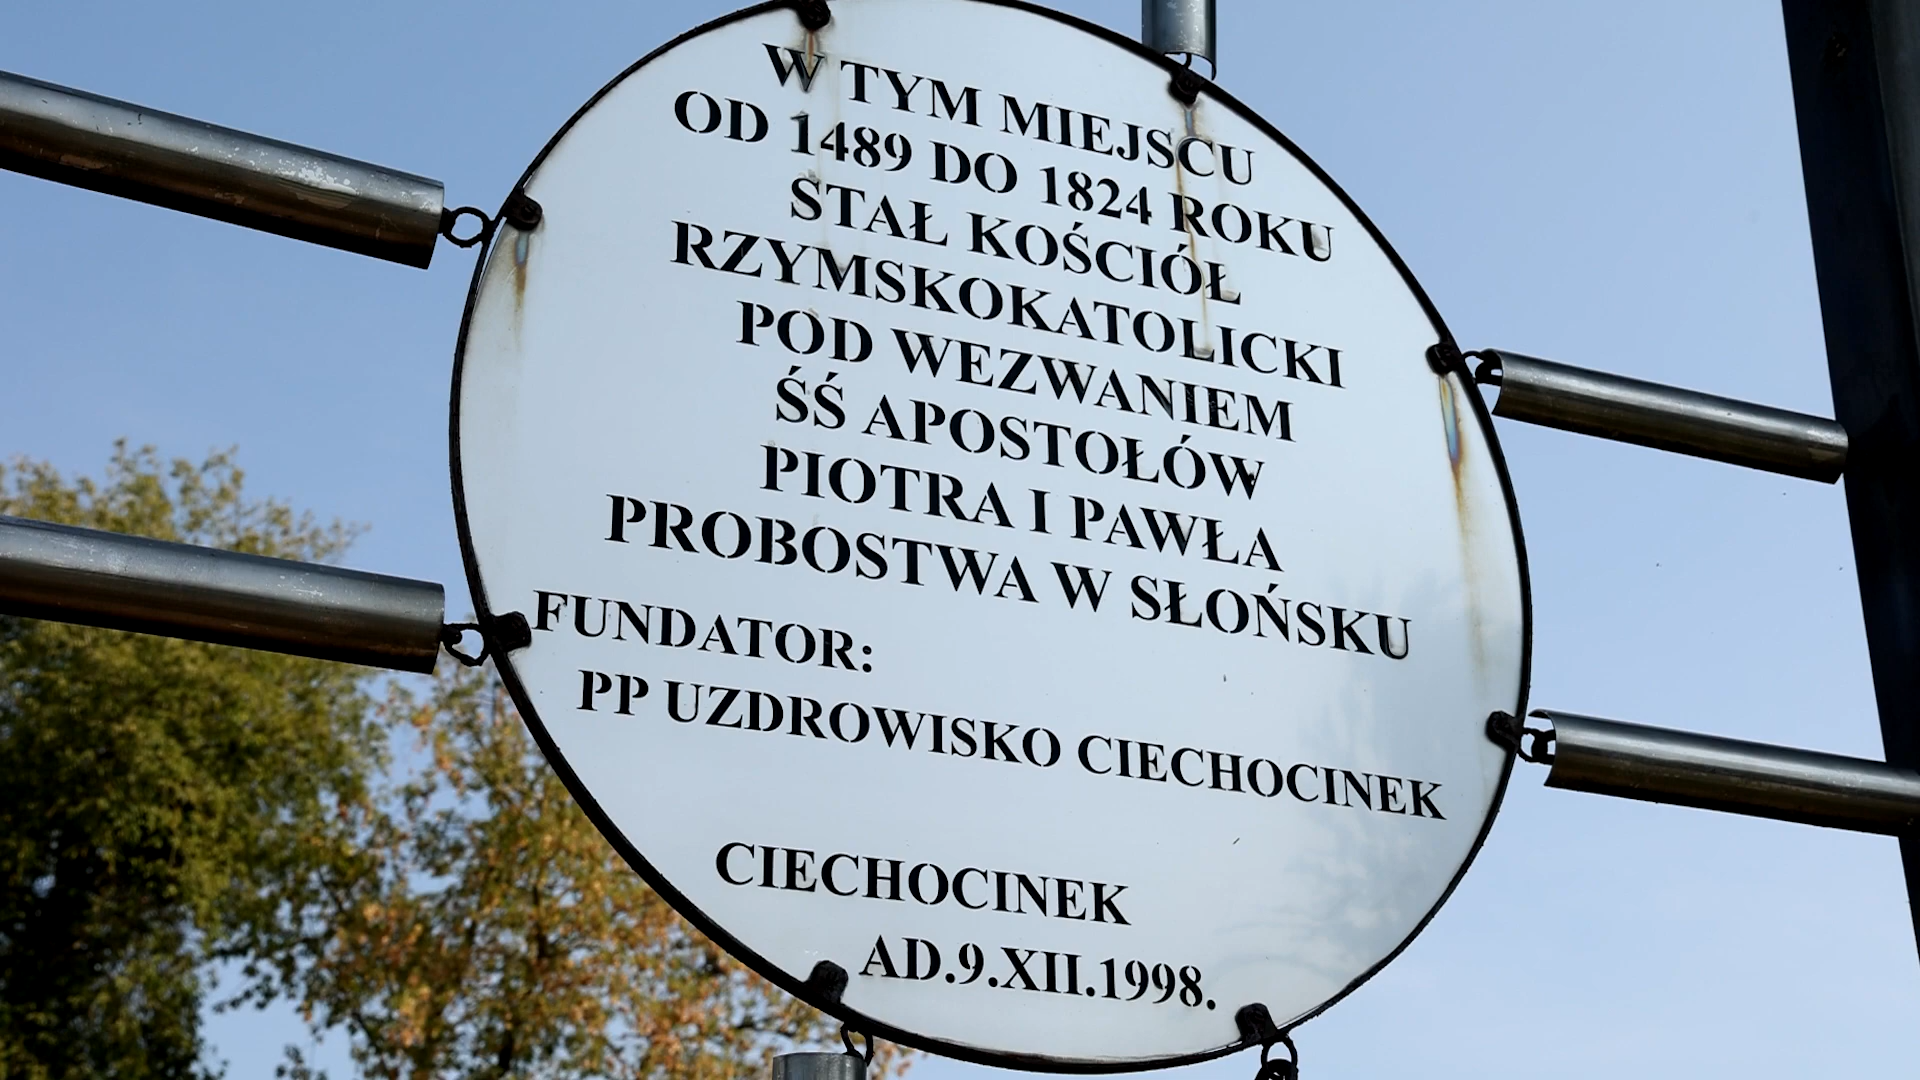 W TYM MIEJSCU
OD 1489 DO 1824 ROKU
STAŁ KOŚCIÓŁ
RZYMSKOKATOLICKI
POD WEZWANIEM
ŚŚ APOSTOŁÓW
PIOTRA I PAWŁA
PROBOSTWA W SŁOŃSKU
FUNDATOR:
PP UZDROWISKO CIECHOCINEK
CIECHOCINEK
AD.9.XII.1998.